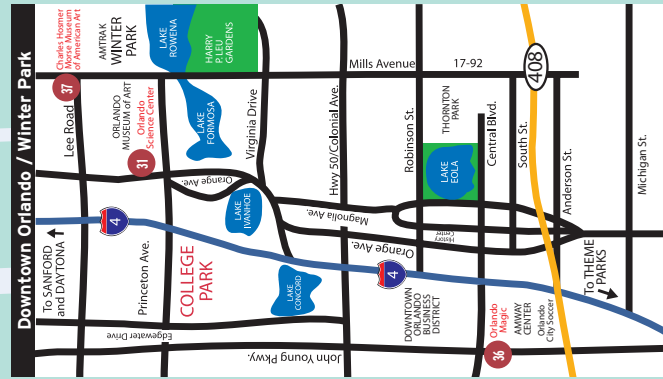 Downtown Orlando / Winter Park
Charles Hosmer
Morse Museum
of American Art
37
Lee Road
AMTRAK
WINTER
PARK
LAKE
ROWENA
HARRY
P. LEU
GARDENS
Mills Avenue
17-92
408
ORLANDO
MUSEUM of ART
Orlando
Science Center
31
LAKE
FORMOSA
Virginia Drive
Hwy 50/Colonial Ave.
Robinson St.
THORNTON
PARK
Central Blvd.
South St.
Anderson St.
Michigan St.
Orange Ave.
LAKE
IVANHOE
Magnolia Ave.
LAKE
EOLA
History
Center
Orange Ave.
4
To SANFORD
and DAYTONA
Princeton Ave.
COLLEGE
PARK
LAKE
CONCORD
4
DOWNTOWN
ORLANDO
BUSINESS
DISTRICT
To THEME
PARKS
36
Orlando
Magic
AMWAY
CENTER
Orlando
City Soccer
Edgewater Drive
John Young Pkwy.